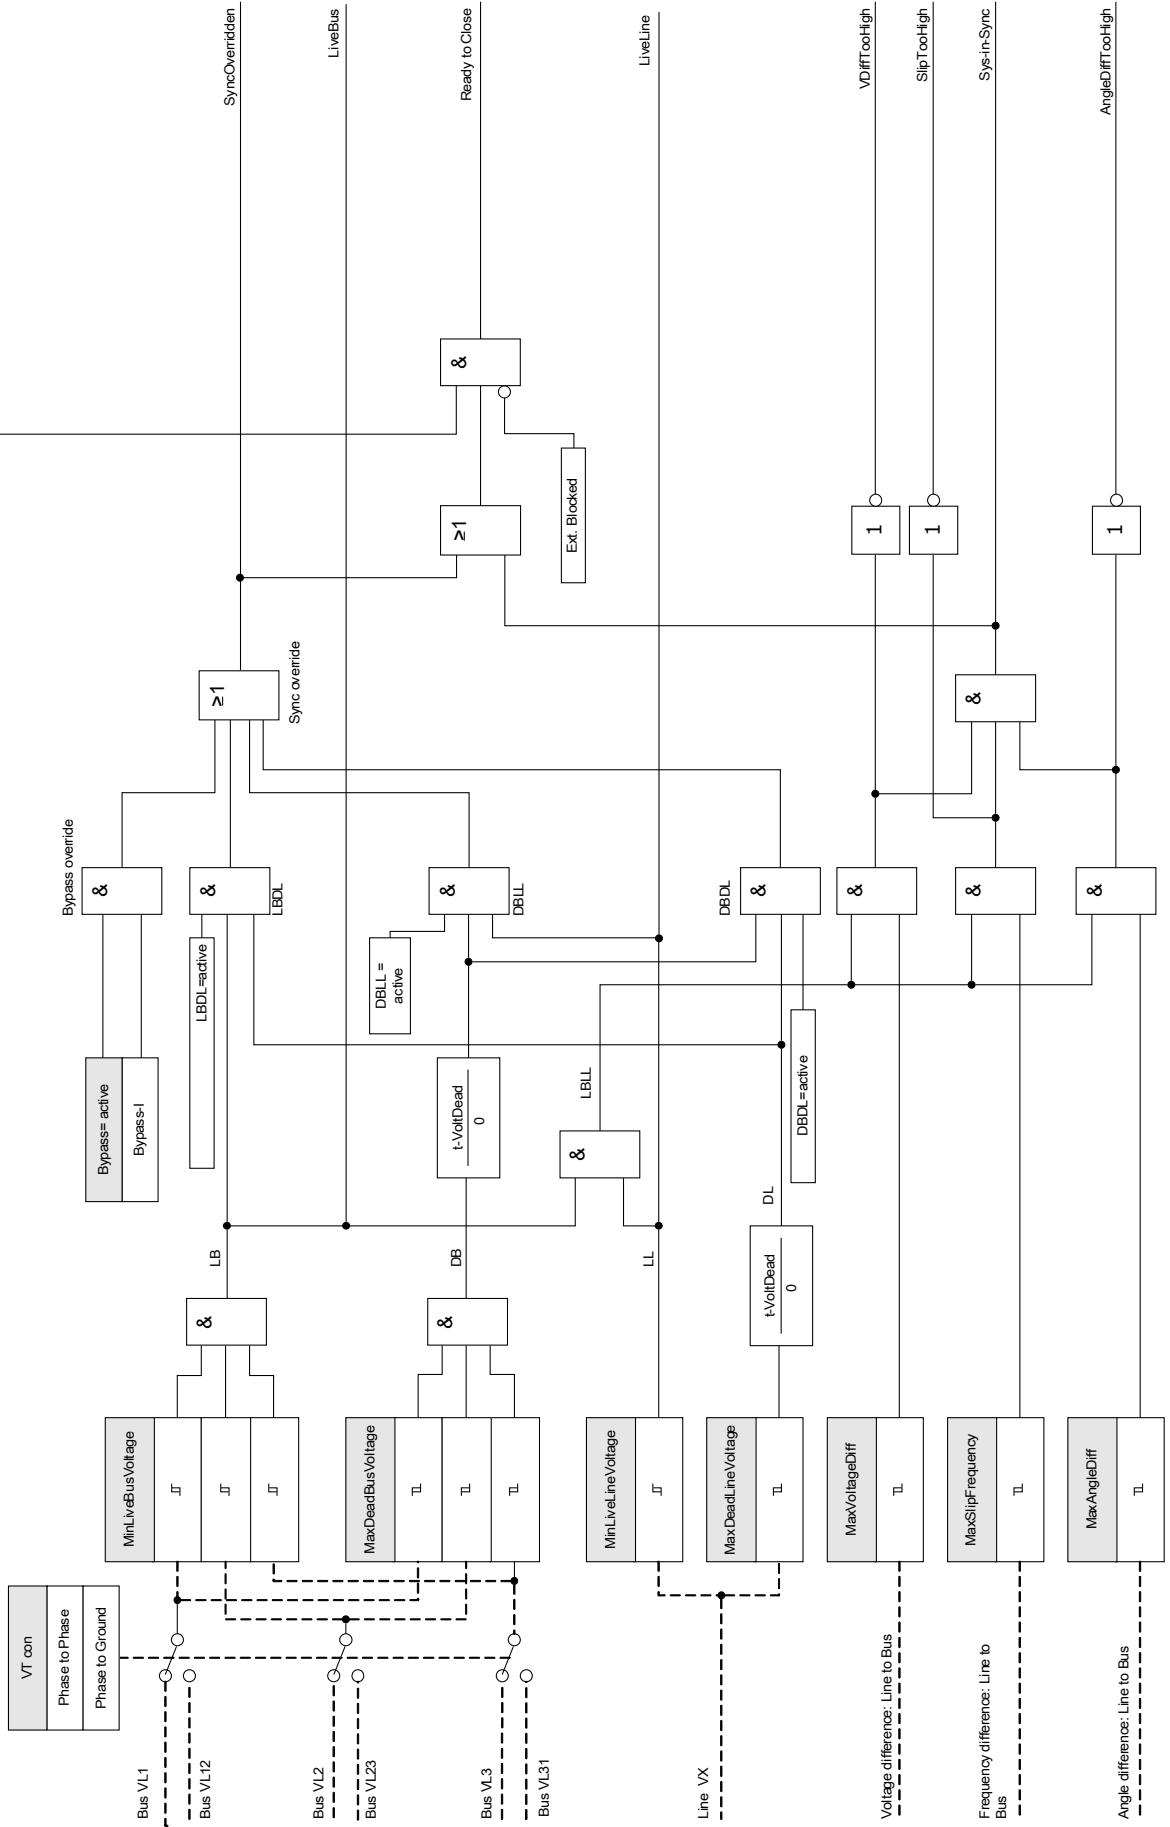 VT con
Phase to Phase
Phase to Ground
Bus VL1
Bus VL12
Bus VL2
Bus VL23
Bus VL3
Bus VL31
Line VX
Voltage difference: Line to Bus
Frequency difference: Line to
Bus
Angle difference: Line to Bus
MinLiveBusVoltage
MaxDeadBusVoltage
MinLiveLineVoltage
MaxDeadLineVoltage
MaxVoltageDiff
MaxSlipFrequency
MaxAngleDiff
&
&
t-VoltDead
0
LB
DB
LL
DL
Bypass= active
Bypass-I
LBDL=active
t-VoltDead
0
&
LBLL
DBDL=active
DBLL =
active
Bypass override
&
&
LBDL
&
DBLL
DBDL
&
&
&
&
≥1
Sync override
&
≥1
Ext. Blocked
1
1
1
&
SyncOverridden
LiveBus
Ready to Close
LiveLine
VDiffTooHigh
SlipTooHigh
Sys-in-Sync
AngleDiffTooHigh